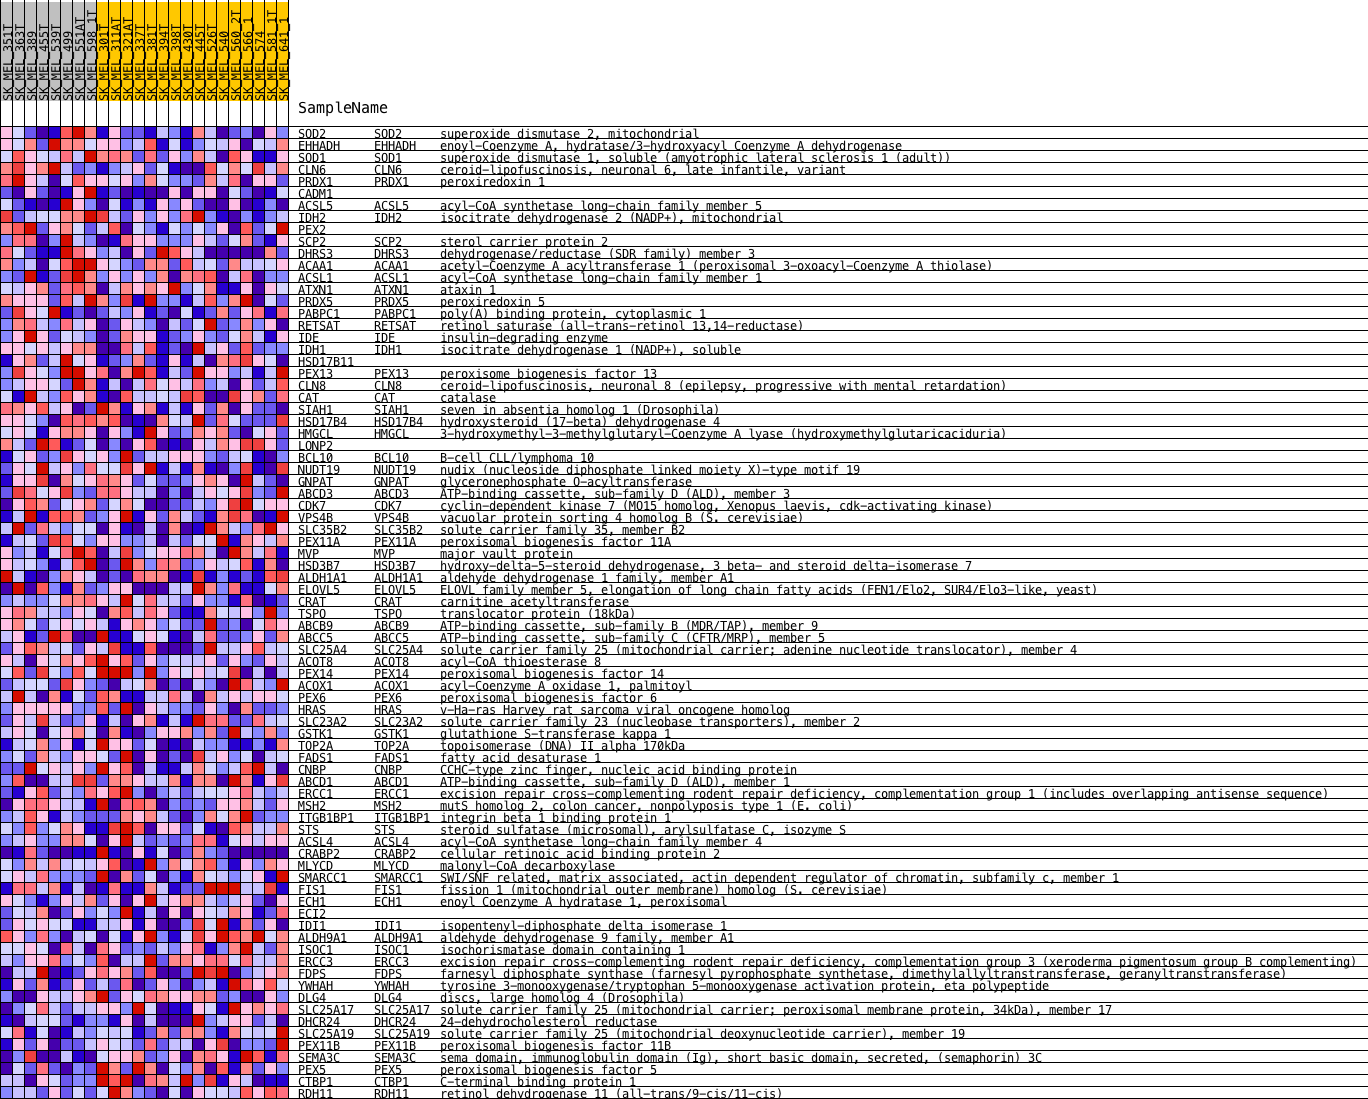 SK_MEL_351T
SK_MEL_363T
SK_MEL_389
SK_MEL_455T
SK_MEL_539T
SK_MEL_499
SK_MEL_551AT
SK_MEL_598_1T
SK_MEL_301T
SK_MEL_311AT
SK_MEL_321AT
SK_MEL_337T
SK_MEL_381T
SK_MEL_394T
SK_MEL_398T
SK_MEL_430T
SK_MEL_445T
SK_MEL_526T
SK_MEL_540
SK_MEL_560_2T
SK_MEL_566_1
SK_MEL_574
SK_MEL_581_1T
SK_MEL_641_1
SampleName
SOD2 SOD2 superoxide dismutase 2, mitochondrial
EHHADH EHHADH enoyl-Coenzyme A, hydratase/3-hydroxyacyl Coenzyme A dehydrogenase
SOD1 SOD1 superoxide dismutase 1, soluble (amyotrophic lateral sclerosis 1 (adult))
CLN6 CLN6 ceroid-lipofuscinosis, neuronal 6, late infantile, variant
PRDX1 PRDX1 peroxiredoxin 1
CADM1
ACSL5 ACSL5 acyl-CoA synthetase long-chain family member 5
IDH2 IDH2 isocitrate dehydrogenase 2 (NADP+), mitochondrial
PEX2
SCP2 SCP2 sterol carrier protein 2
DHRS3 DHRS3 dehydrogenase/reductase (SDR family) member 3
ACAA1 ACAA1 acetyl-Coenzyme A acyltransferase 1 (peroxisomal 3-oxoacyl-Coenzyme A thiolase)
ACSL1 ACSL1 acyl-CoA synthetase long-chain family member 1
ATXN1 ATXN1 ataxin 1
PRDX5 PRDX5 peroxiredoxin 5
PABPC1 PABPC1 poly(A) binding protein, cytoplasmic 1
RETSAT RETSAT retinol saturase (all-trans-retinol 13,14-reductase)
IDE IDE insulin-degrading enzyme
IDH1 IDH1 isocitrate dehydrogenase 1 (NADP+), soluble
HSD17B11
PEX13 PEX13 peroxisome biogenesis factor 13
CLN8 CLN8 ceroid-lipofuscinosis, neuronal 8 (epilepsy, progressive with mental retardation)
CAT CAT catalase
SIAH1 SIAH1 seven in absentia homolog 1 (Drosophila)
HSD17B4 HSD17B4 hydroxysteroid (17-beta) dehydrogenase 4
HMGCL HMGCL 3-hydroxymethyl-3-methylglutaryl-Coenzyme A lyase (hydroxymethylglutaricaciduria)
LONP2
BCL10 BCL10 B-cell CLL/lymphoma 10
NUDT19 NUDT19 nudix (nucleoside diphosphate linked moiety X)-type motif 19
GNPAT GNPAT glyceronephosphate O-acyltransferase
ABCD3 ABCD3 ATP-binding cassette, sub-family D (ALD), member 3
CDK7 CDK7 cyclin-dependent kinase 7 (MO15 homolog, Xenopus laevis, cdk-activating kinase)
VPS4B VPS4B vacuolar protein sorting 4 homolog B (S. cerevisiae)
SLC35B2 SLC35B2 solute carrier family 35, member B2
PEX11A PEX11A peroxisomal biogenesis factor 11A
MVP MVP major vault protein
HSD3B7 HSD3B7 hydroxy-delta-5-steroid dehydrogenase, 3 beta- and steroid delta-isomerase 7
ALDH1A1 ALDH1A1 aldehyde dehydrogenase 1 family, member A1
ELOVL5 ELOVL5 ELOVL family member 5, elongation of long chain fatty acids (FEN1/Elo2, SUR4/Elo3-like, yeast)
CRAT CRAT carnitine acetyltransferase
TSPO TSPO translocator protein (18kDa)
ABCB9 ABCB9 ATP-binding cassette, sub-family B (MDR/TAP), member 9
ABCC5 ABCC5 ATP-binding cassette, sub-family C (CFTR/MRP), member 5
SLC25A4 SLC25A4 solute carrier family 25 (mitochondrial carrier; adenine nucleotide translocator), member 4
ACOT8 ACOT8 acyl-CoA thioesterase 8
PEX14 PEX14 peroxisomal biogenesis factor 14
ACOX1 ACOX1 acyl-Coenzyme A oxidase 1, palmitoyl
PEX6 PEX6 peroxisomal biogenesis factor 6
HRAS HRAS v-Ha-ras Harvey rat sarcoma viral oncogene homolog
SLC23A2 SLC23A2 solute carrier family 23 (nucleobase transporters), member 2
GSTK1 GSTK1 glutathione S-transferase kappa 1
TOP2A TOP2A topoisomerase (DNA) II alpha 170kDa
FADS1 FADS1 fatty acid desaturase 1
CNBP CNBP CCHC-type zinc finger, nucleic acid binding protein
ABCD1 ABCD1 ATP-binding cassette, sub-family D (ALD), member 1
ERCC1 ERCC1 excision repair cross-complementing rodent repair deficiency, complementation group 1 (includes overlapping antisense sequence)
MSH2 MSH2 mutS homolog 2, colon cancer, nonpolyposis type 1 (E. coli)
ITGB1BP1 ITGB1BP1 integrin beta 1 binding protein 1
STS STS steroid sulfatase (microsomal), arylsulfatase C, isozyme S
ACSL4 ACSL4 acyl-CoA synthetase long-chain family member 4
CRABP2 CRABP2 cellular retinoic acid binding protein 2
MLYCD MLYCD malonyl-CoA decarboxylase
SMARCC1 SMARCC1 SWI/SNF related, matrix associated, actin dependent regulator of chromatin, subfamily c, member 1
FIS1 FIS1 fission 1 (mitochondrial outer membrane) homolog (S. cerevisiae)
ECH1 ECH1 enoyl Coenzyme A hydratase 1, peroxisomal
ECI2
IDI1 IDI1 isopentenyl-diphosphate delta isomerase 1
ALDH9A1 ALDH9A1 aldehyde dehydrogenase 9 family, member A1
ISOC1 ISOC1 isochorismatase domain containing 1
ERCC3 ERCC3 excision repair cross-complementing rodent repair deficiency, complementation group 3 (xeroderma pigmentosum group B complementing)
FDPS FDPS farnesyl diphosphate synthase (farnesyl pyrophosphate synthetase, dimethylallyltranstransferase, geranyltranstransferase)
YWHAH YWHAH tyrosine 3-monooxygenase/tryptophan 5-monooxygenase activation protein, eta polypeptide
DLG4 DLG4 discs, large homolog 4 (Drosophila)
SLC25A17 SLC25A17 solute carrier family 25 (mitochondrial carrier; peroxisomal membrane protein, 34kDa), member 17
DHCR24 DHCR24 24-dehydrocholesterol reductase
SLC25A19 SLC25A19 solute carrier family 25 (mitochondrial deoxynucleotide carrier), member 19
PEX11B PEX11B peroxisomal biogenesis factor 11B
SEMA3C SEMA3C sema domain, immunoglobulin domain (Ig), short basic domain, secreted, (semaphorin) 3C
PEX5 PEX5 peroxisomal biogenesis factor 5
CTBP1 CTBP1 C-terminal binding protein 1
RDH11 RDH11 retinol dehydrogenase 11 (all-trans/9-cis/11-cis)